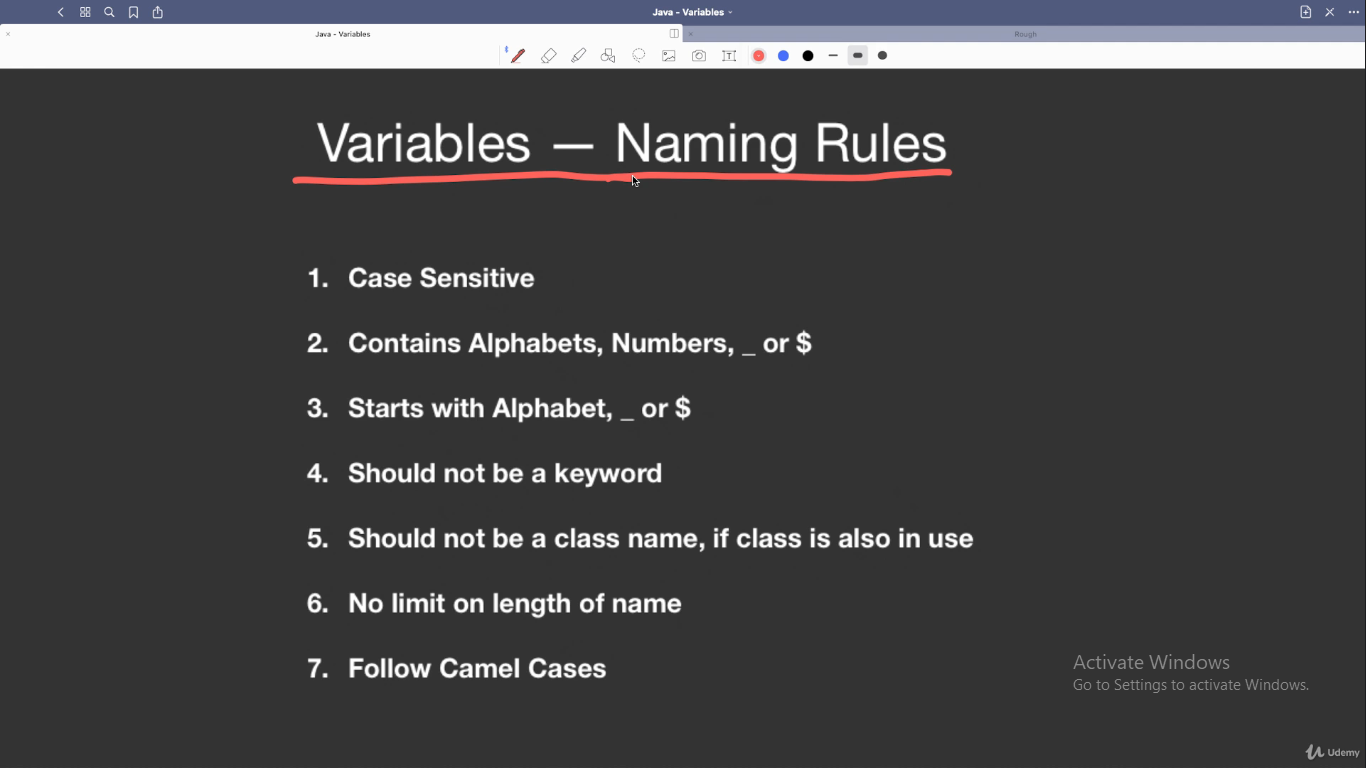 Java - Variables
Java - Variables
Rough
Variables — Naming Rules
1. Case Sensitive
2. Contains Alphabets, Numbers, _ or $
3. Starts with Alphabet, _ or $
4. Should not be a keyword
5. Should not be a class name, if class is also in use
6. No limit on length of name
7. Follow Camel Cases
Activate Windows
Go to Settings to activate Windows.
Udemy